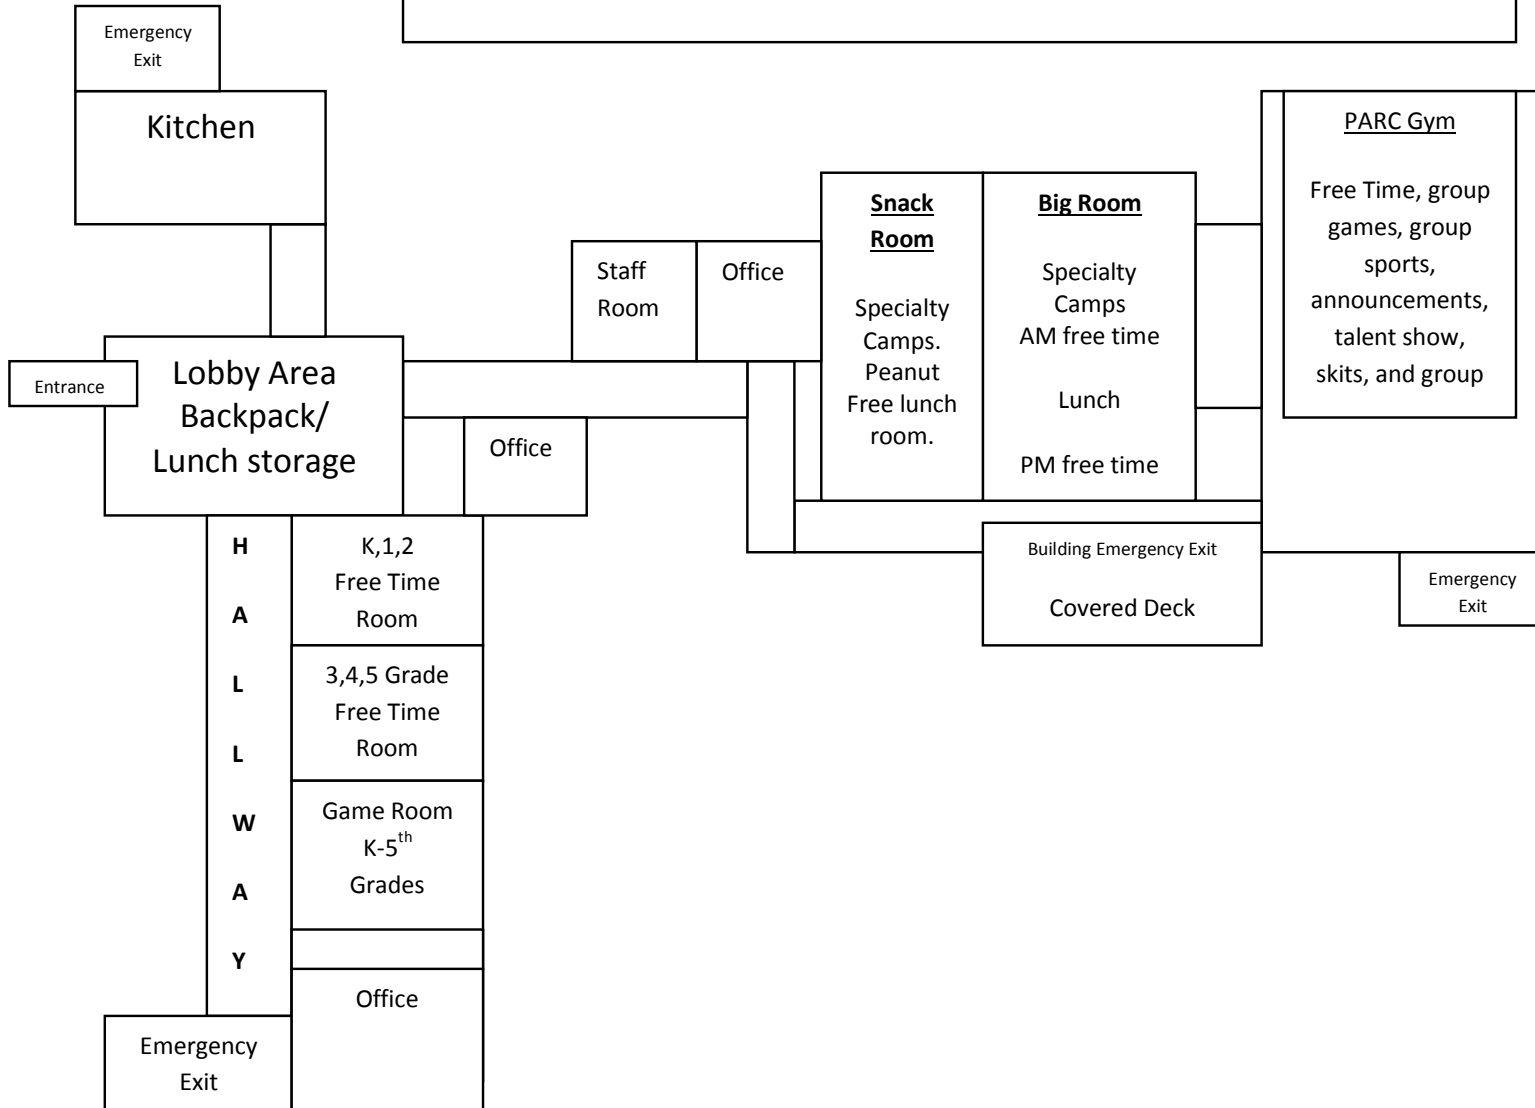 Emergency
Exit
Kitchen
Entrance
Lobby Area
Backpack/
Lunch storage
Staff
Room
Office
Office
Snack
Room
Specialty
Camps.
Peanut
Free lunch
room.
Big Room
Specialty
Camps
AM free time
Lunch
PM free time
PARC Gym
Free Time, group
games, group
sports,
announcements,
talent show,
skits, and group
Building Emergency Exit
Covered Deck
Emergency
Exit
H
A
L
L
W
A
Y
K,1,2
Free Time
Room
3,4,5 Grade
Free Time
Room
Game Room
K-5th
Grades
Office
Emergency
Exit